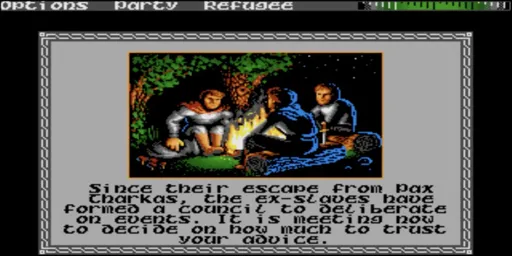 Options Party Refugee
Since their escape from Pax
Tharkas, the ex-slaves have
formed a council to deliberate
on events. It is meeting now
to decide on how much to trust
your advice.